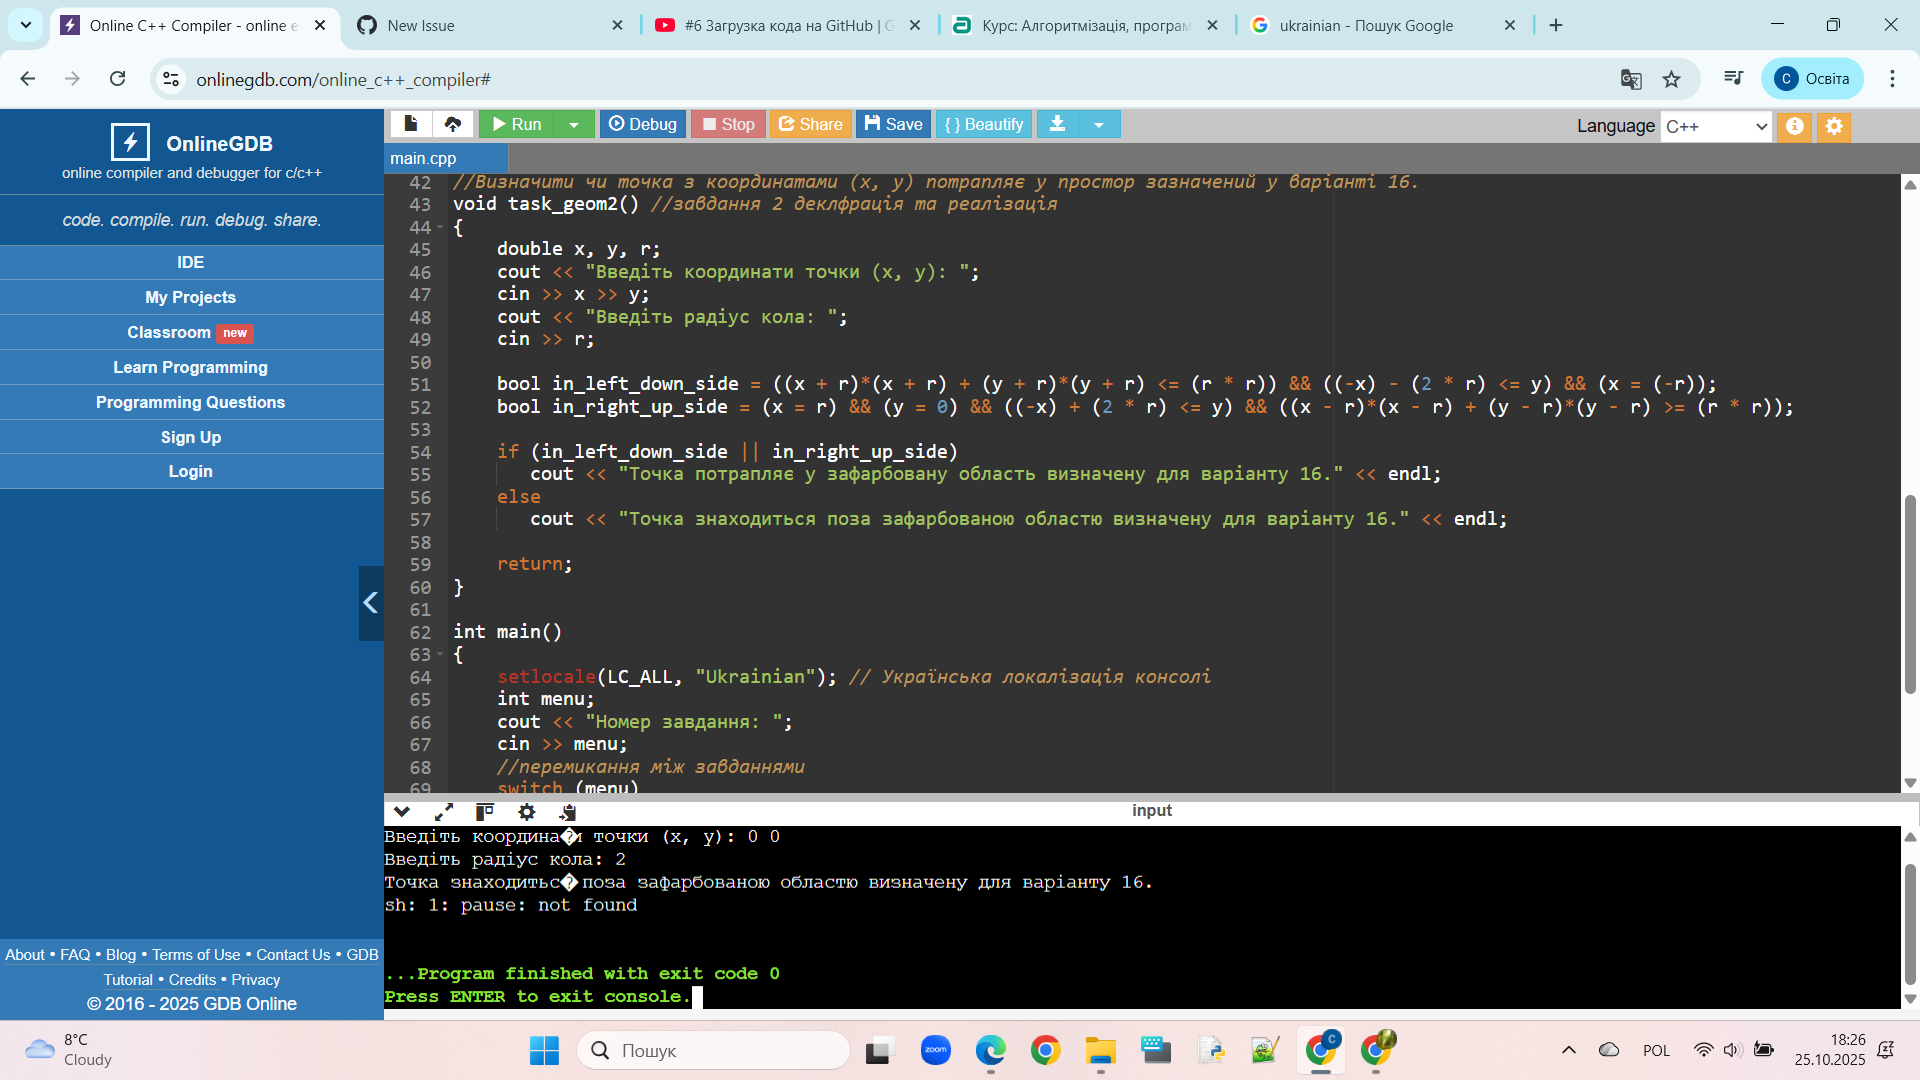 Online C++ Compiler - online e
New Issue
#6 Загрузка кода на GitHub | G
Курс: Алгоритмізація, програм
ukrainian - Пошук Google
onlinegdb.com/online_c++_compiler#
Освіта
OnlineGDB
online compiler and debugger for c/c++
code. compile. run. debug. share.
IDE
My Projects
Classroom new
Learn Programming
Programming Questions
Sign Up
Login
About • FAQ • Blog • Terms of Use • Contact Us • GDB
Tutorial • Credits • Privacy
© 2016 - 2025 GDB Online
Run Debug Stop Share Save { } Beautify
Language C++
main.cpp
42 //Визначити чи точка з координатами (x, y) потрапляє у простор зазначений у варіанті 16.
43 void task_geom2() //завдання 2 деклфрація та реалізація
44 {
45 double x, y, r;
46 cout << "Введіть координати точки (x, y): ";
47 cin >> x >> y;
48 cout << "Введіть радіус кола: ";
49 cin >> r;
50
51 bool in_left_down_side = ((x + r)*(x + r) + (y + r)*(y + r) <= (r * r)) && ((-x) - (2 * r) <= y) && (x = (-r));
52 bool in_right_up_side = (x = r) && (y = 0) && ((-x) + (2 * r) <= y) && ((x - r)*(x - r) + (y - r)*(y - r) >= (r * r));
53
54 if (in_left_down_side || in_right_up_side)
55 cout << "Точка потрапляє у зафарбовану область визначену для варіанту 16." << endl;
56 else
57 cout << "Точка знаходиться поза зафарбованою областю визначену для варіанту 16." << endl;
58
59 return;
60 }
61
62 int main()
63 {
64 setlocale(LC_ALL, "Ukrainian"); // Українська локалізація консолі
65 int menu;
66 cout << "Номер завдання: ";
67 cin >> menu;
68 //перемикання між завданнями
69 switch (menu)
input
Введіть координа�и точки (x, y): 0 0
Введіть радіус кола: 2
Точка знаходитьс� поза зафарбованою областю визначену для варіанту 16.
sh: 1: pause: not found
...Program finished with exit code 0
Press ENTER to exit console.
8°C
Cloudy
Пошук
zoom
POL
18:26
25.10.2025